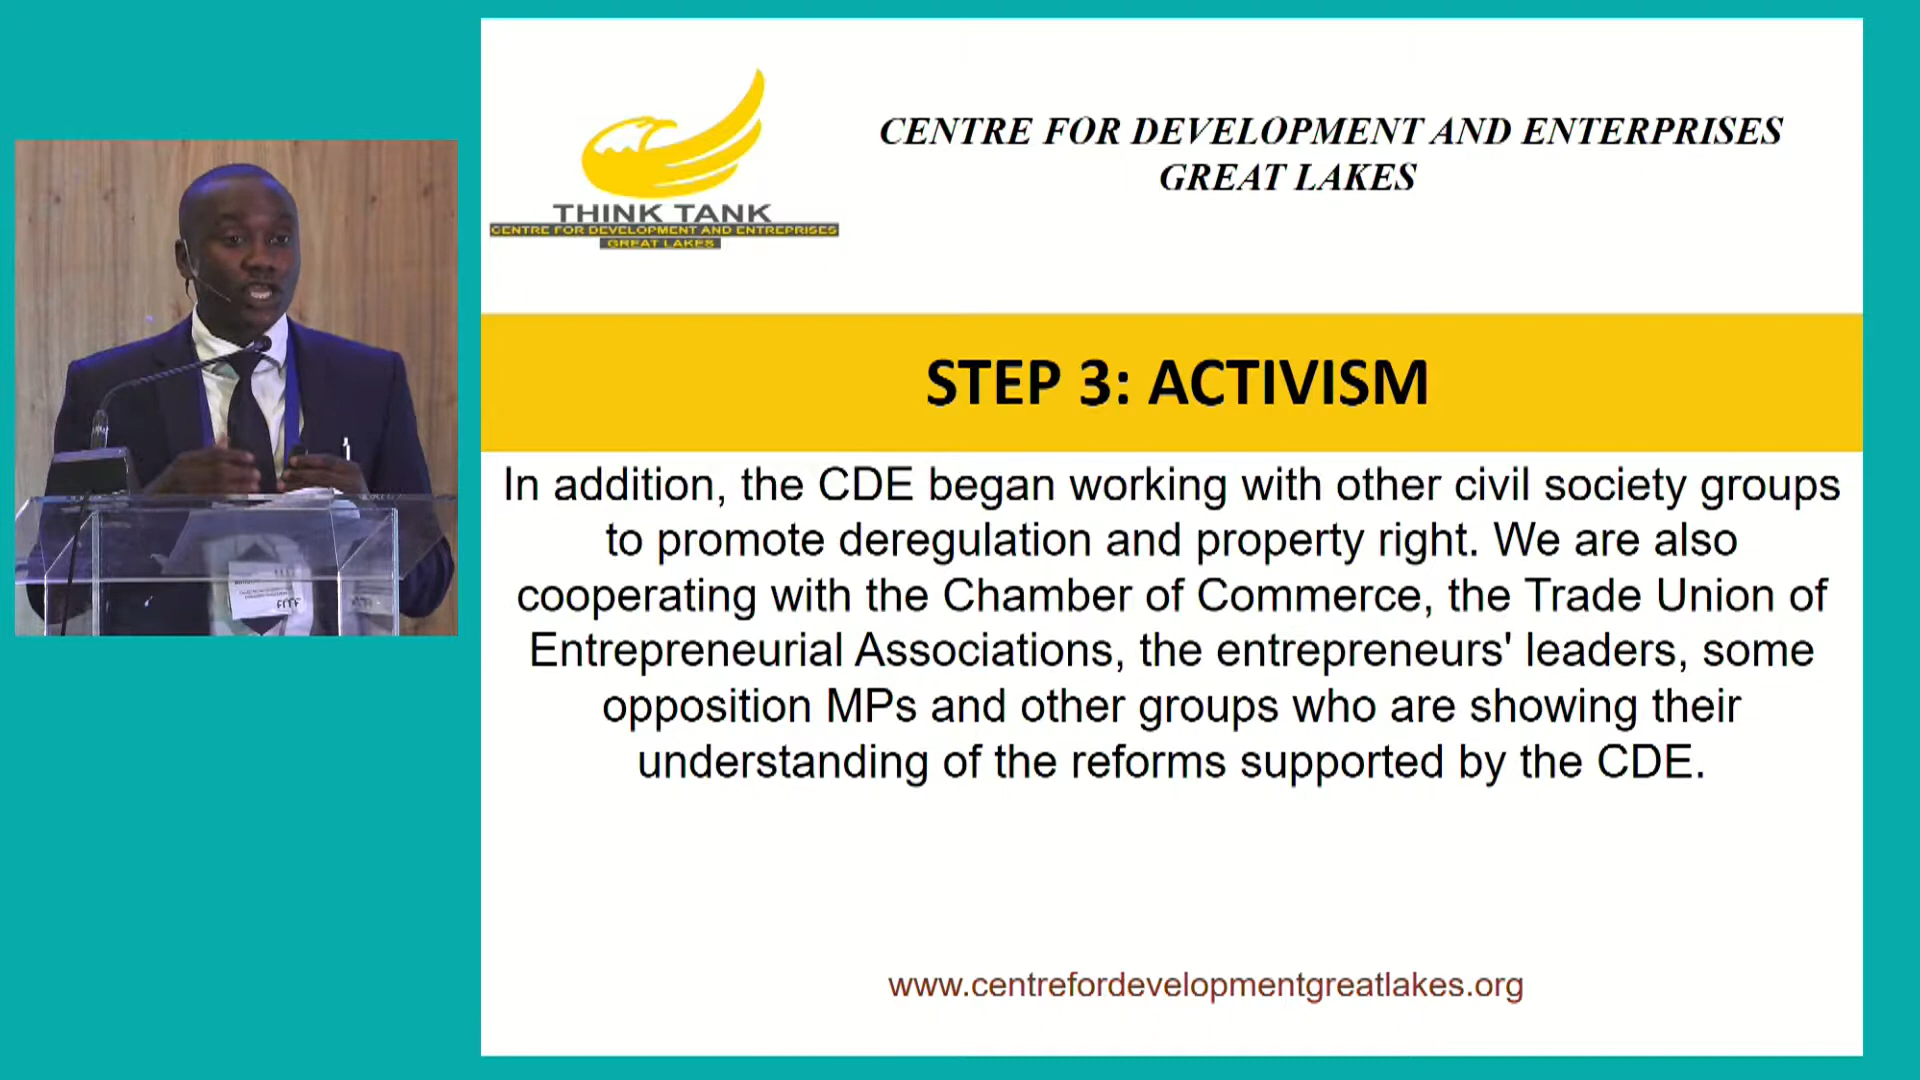 THINK TANK
CENTRE FOR DEVELOPMENT AND ENTREPRISES
GREAT LAKES
CENTRE FOR DEVELOPMENT AND ENTERPRISES
GREAT LAKES
STEP 3: ACTIVISM
In addition, the CDE began working with other civil society groups
to promote deregulation and property right. We are also
cooperating with the Chamber of Commerce, the Trade Union of
Entrepreneurial Associations, the entrepreneurs' leaders, some
opposition MPs and other groups who are showing their
understanding of the reforms supported by the CDE.
www.centrefordevelopmentgreatlakes.org